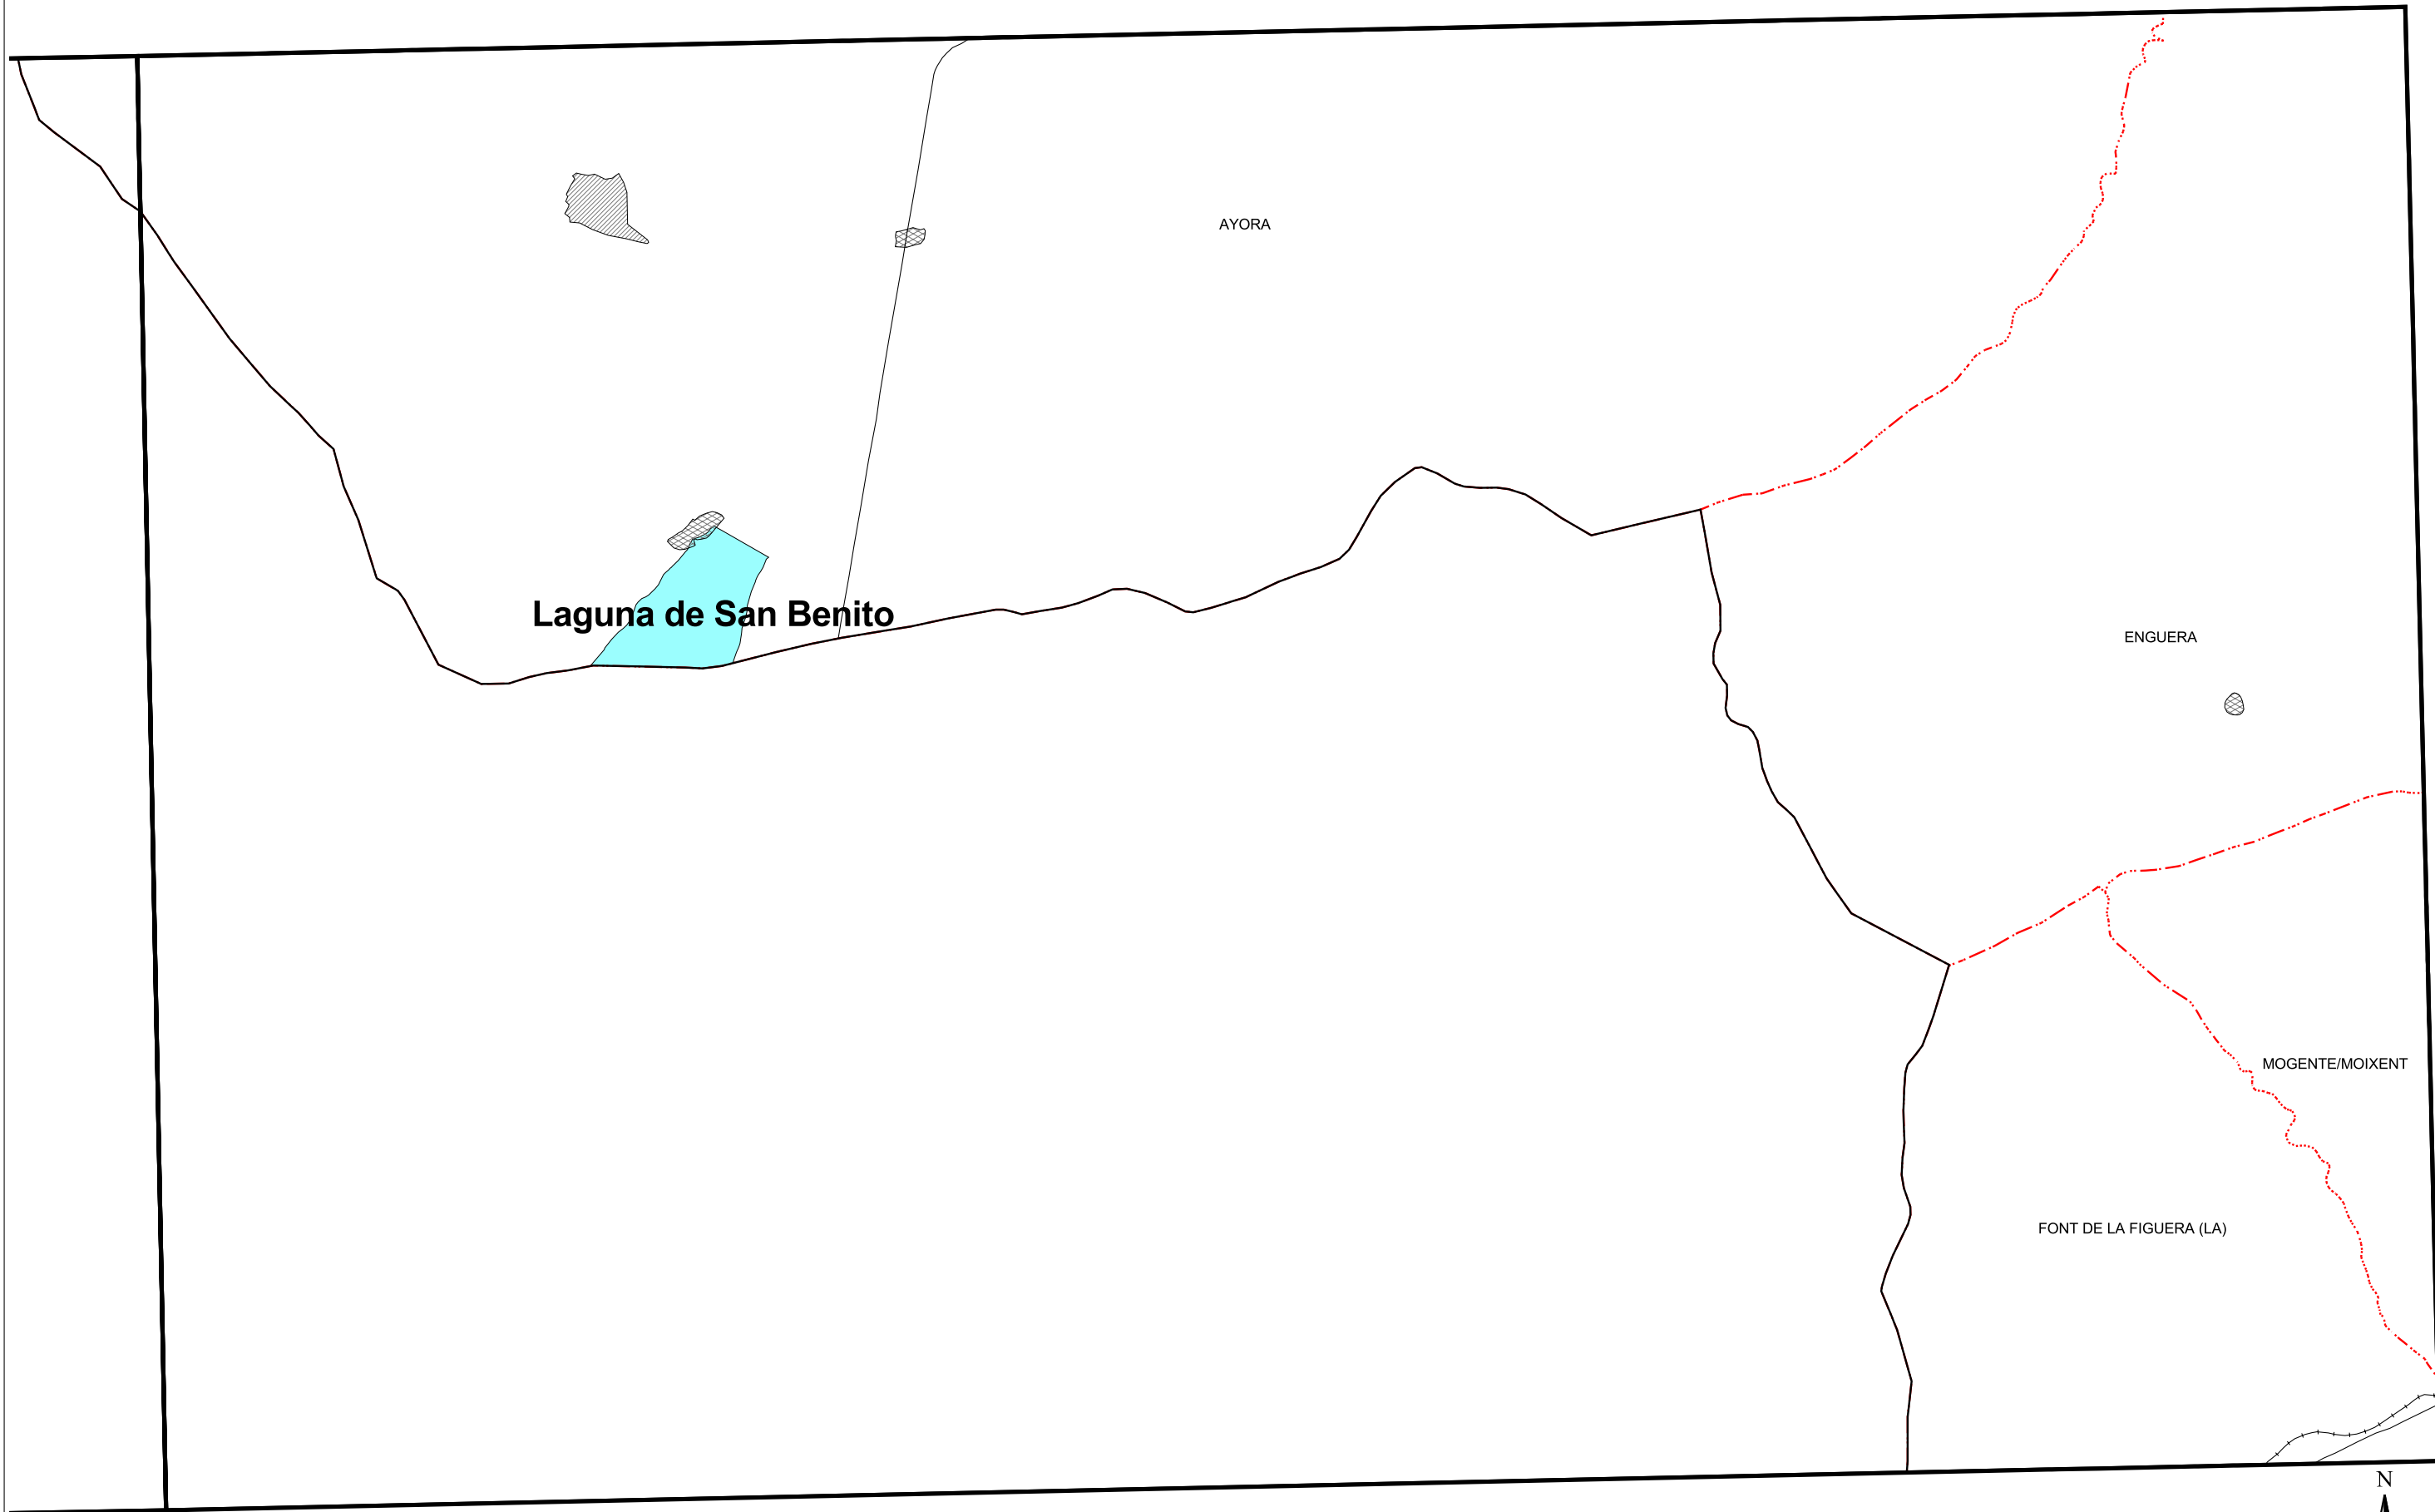 AYORA
Laguna de San Benito
ENGUERA
MOGENTE/MOIXENT
FONT DE LA FIGUERA (LA)
N